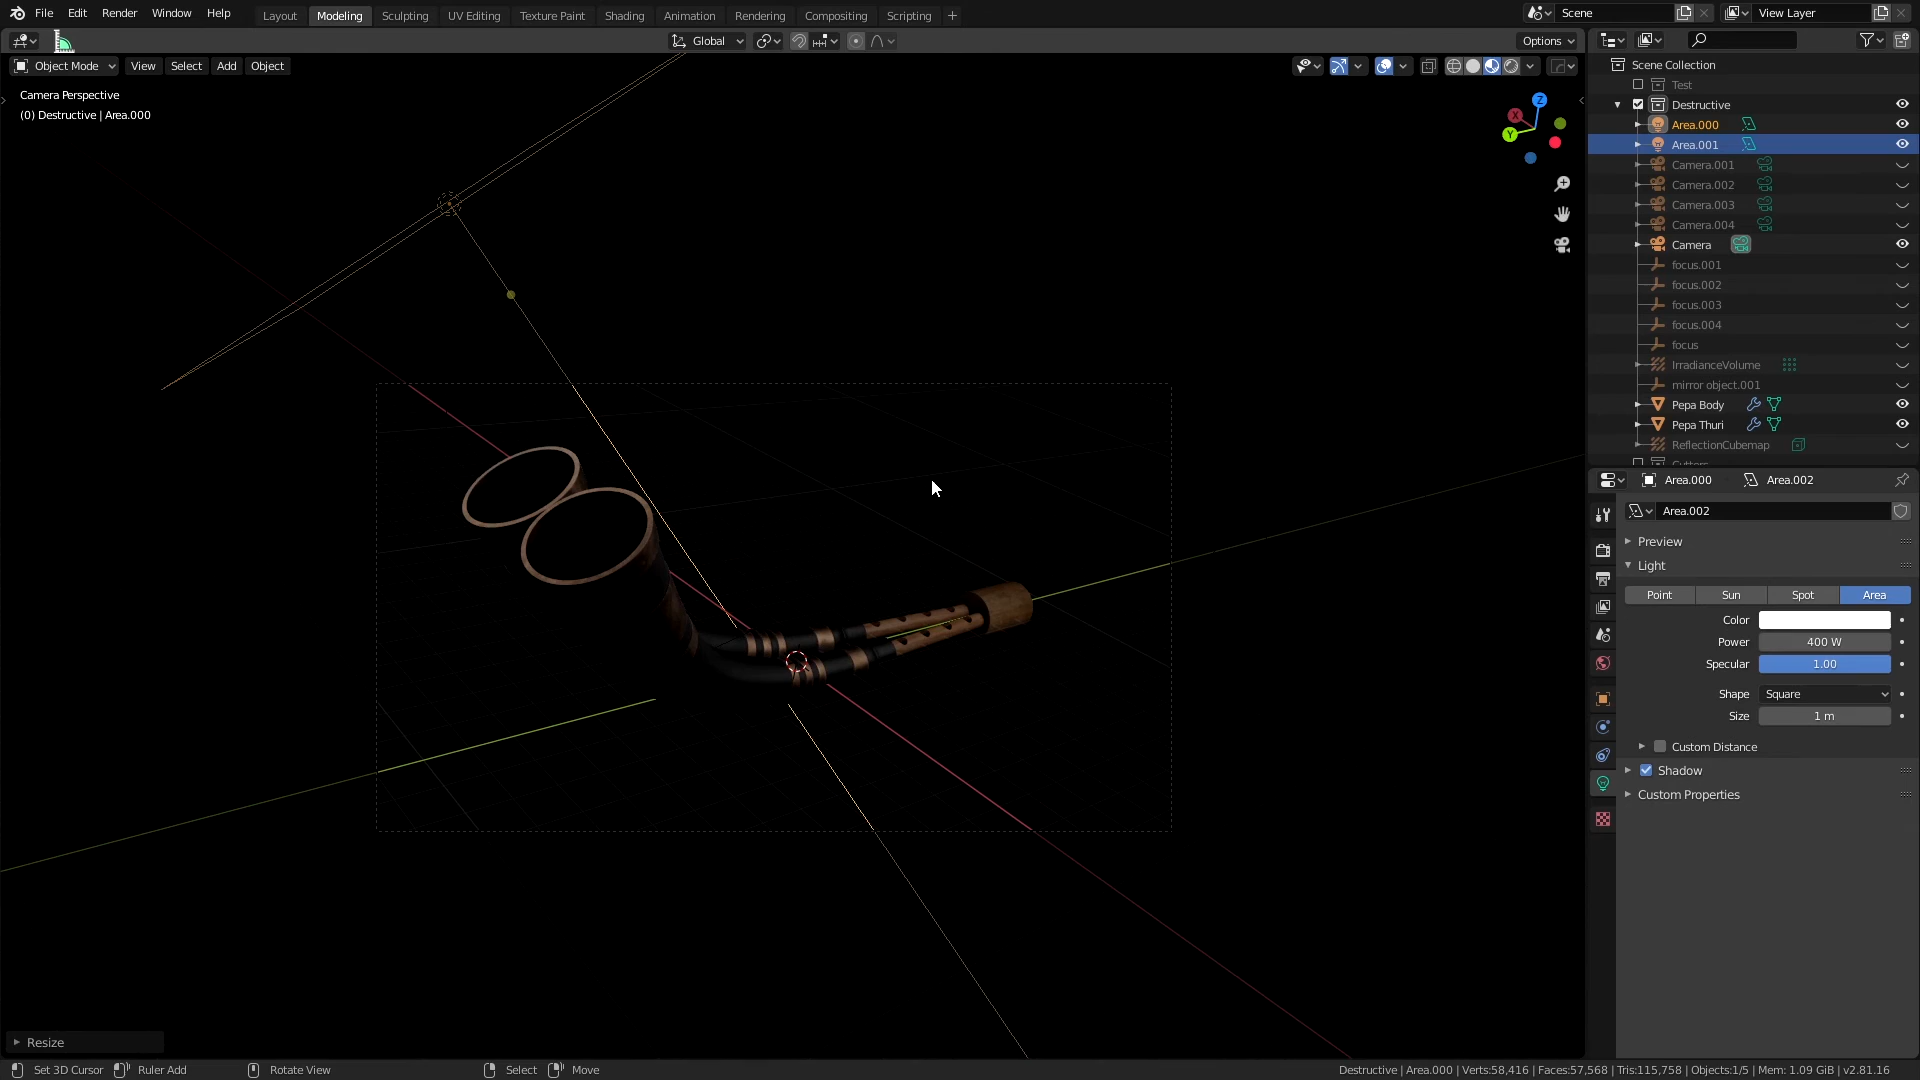 File Edit Render Window Help Layout Modeling Sculpting UV Editing Texture Paint Shading Animation Rendering Compositing Scripting + Scene View Layer
Global Options
Object Mode View Select Add Object
Camera Perspective
(0) Destructive | Area.000
Z
X
Y
Scene Collection
Test
Destructive
Area.000
Area.001
Camera.001
Camera.002
Camera.003
Camera.004
Camera
focus.001
focus.002
focus.003
focus.004
focus
IrradianceVolume
mirror object.001
Pepa Body
Pepa Thuri
ReflectionCubemap
Area.000 Area.002
Area.002
Preview
Light
Point Sun Spot Area
Color
Power 400 W
Specular 1.00
Shape Square
Size 1 m
Custom Distance
Shadow
Custom Properties
Resize
Set 3D Cursor Ruler Add Rotate View Select Move Destructive | Area.000 | Verts:58,416 | Faces:57,568 | Tris:115,758 | Objects:1/5 | Mem: 1.09 GiB | v2.81.16